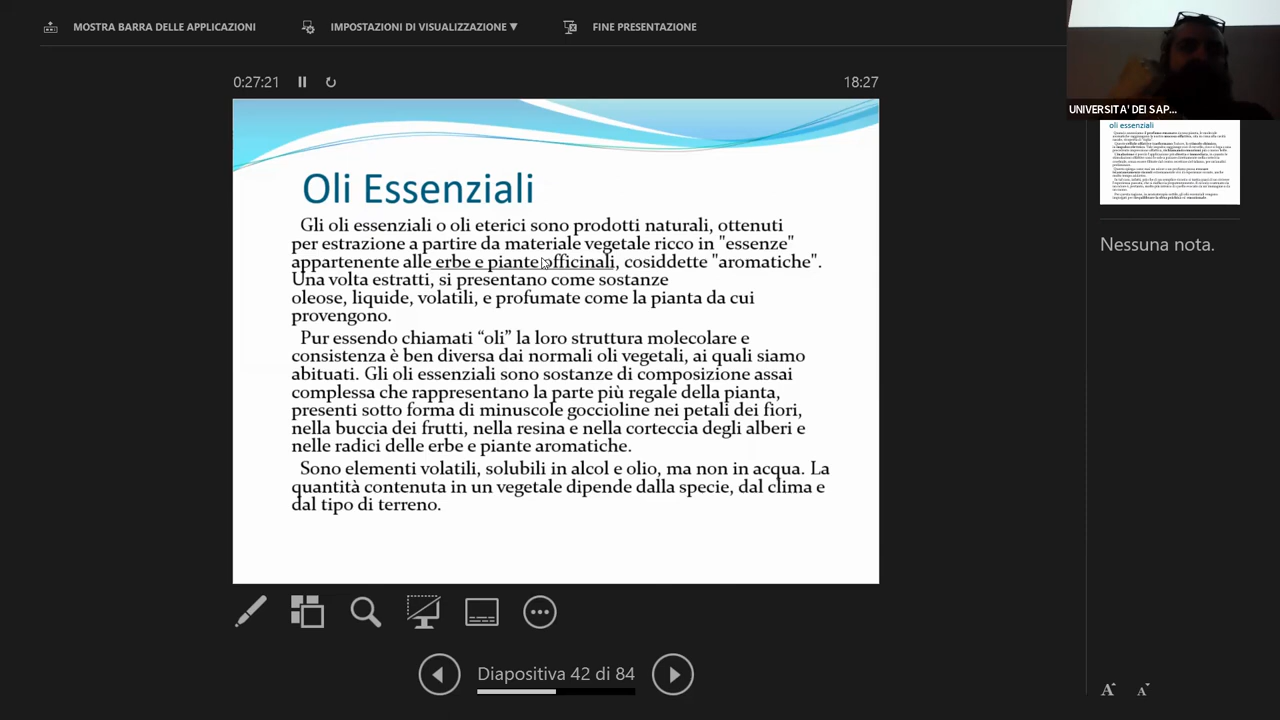 MOSTRA BARRA DELLE APPLICAZIONI
IMPOSTAZIONI DI VISUALIZZAZIONE ▼
FINE PRESENTAZIONE
UNIVERSITA' DEI SAP...
0:27:21
18:27
Oli Essenziali
Gli oli essenziali o oli eterici sono prodotti naturali, ottenuti
per estrazione a partire da materiale vegetale ricco in "essenze"
appartenente alle erbe e piante officinali, cosiddette "aromatiche".
Una volta estratti, si presentano come sostanze
oleose, liquide, volatili, e profumate come la pianta da cui
provengono.
Pur essendo chiamati “oli” la loro struttura molecolare e
consistenza è ben diversa dai normali oli vegetali, ai quali siamo
abituati. Gli oli essenziali sono sostanze di composizione assai
complessa che rappresentano la parte più regale della pianta,
presenti sotto forma di minuscole goccioline nei petali dei fiori,
nella buccia dei frutti, nella resina e nella corteccia degli alberi e
nelle radici delle erbe e piante aromatiche.
Sono elementi volatili, solubili in alcol e olio, ma non in acqua. La
quantità contenuta in un vegetale dipende dalla specie, dal clima e
dal tipo di terreno.
oli essenziali
Nessuna nota.
Diapositiva 42 di 84
A A